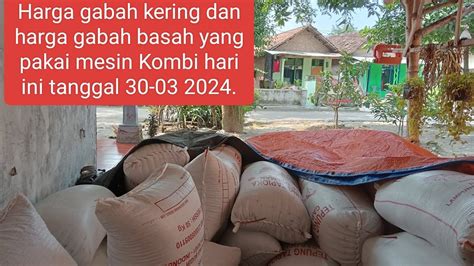 Harga gabah kering dan
harga gabah basah yang
pakai mesin Kombi hari
ini tanggal 30-03 2024.